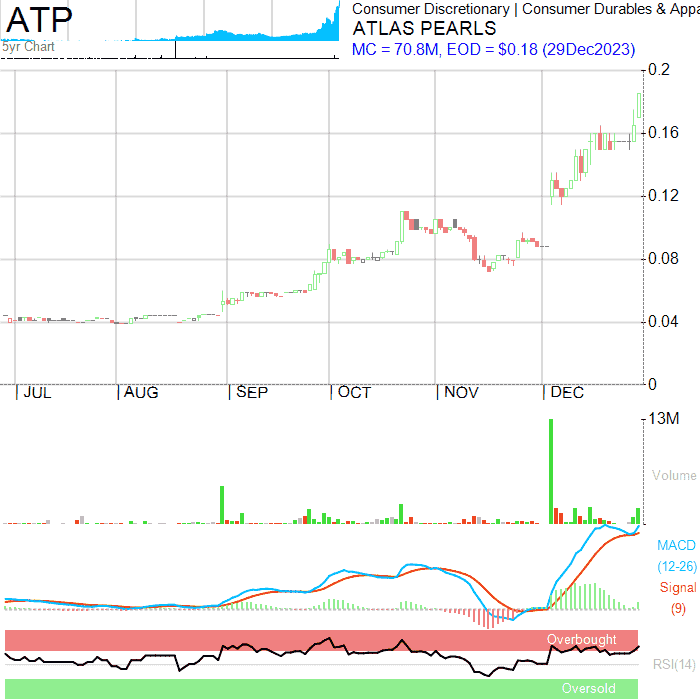 ATP
5yr Chart
Consumer Discretionary | Consumer Durables & Appa
ATLAS PEARLS
MC = 70.8M, EOD = $0.18 (29Dec2023)
0.2
0.16
0.12
0.08
0.04
0
JUL AUG SEP OCT NOV DEC
13M
Volume
MACD
(12-26)
Signal
(9)
Overbought
RSI(14)
Oversold